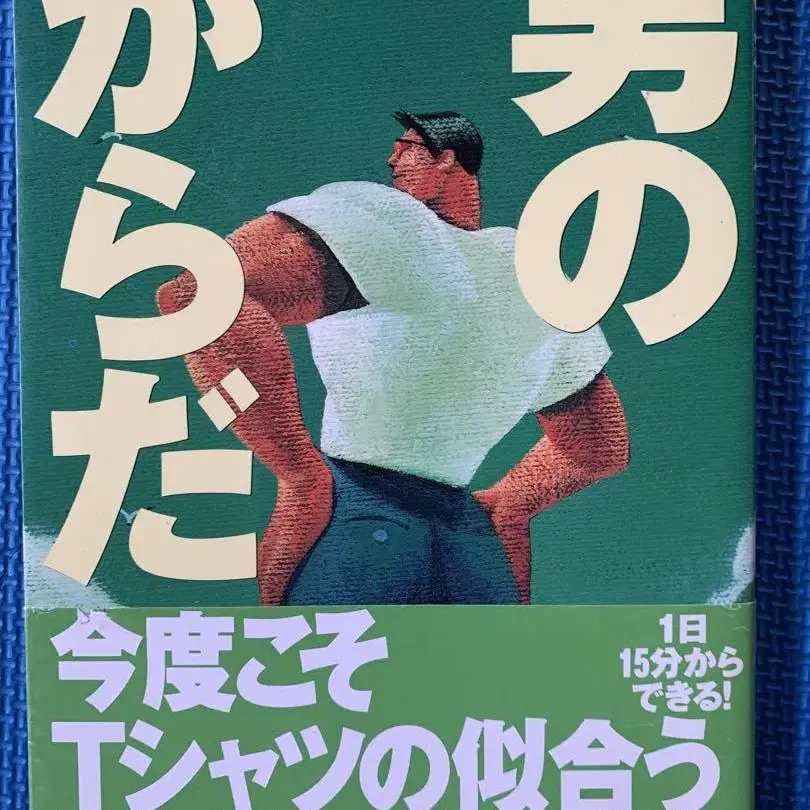 男の
からだ
今度こそ
Tシャツの似合う
1日
15分から
できる!